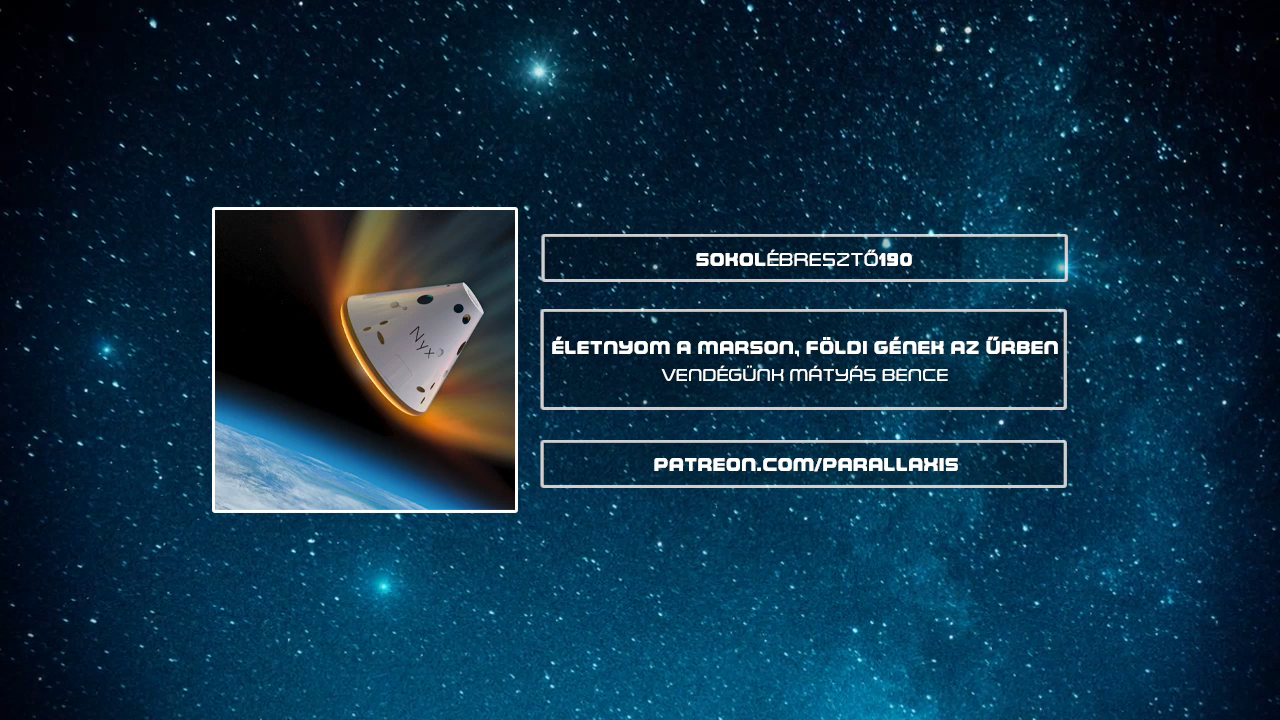 Nyx
SOKOLÉBRESZTŐ190
ÉLETNYOM A MARSON, FÖLDI GÉNEK AZ ŰRBEN
VENDÉGÜNK MÁTYÁS BENCE
PATREON.COM/PARALLAXIS